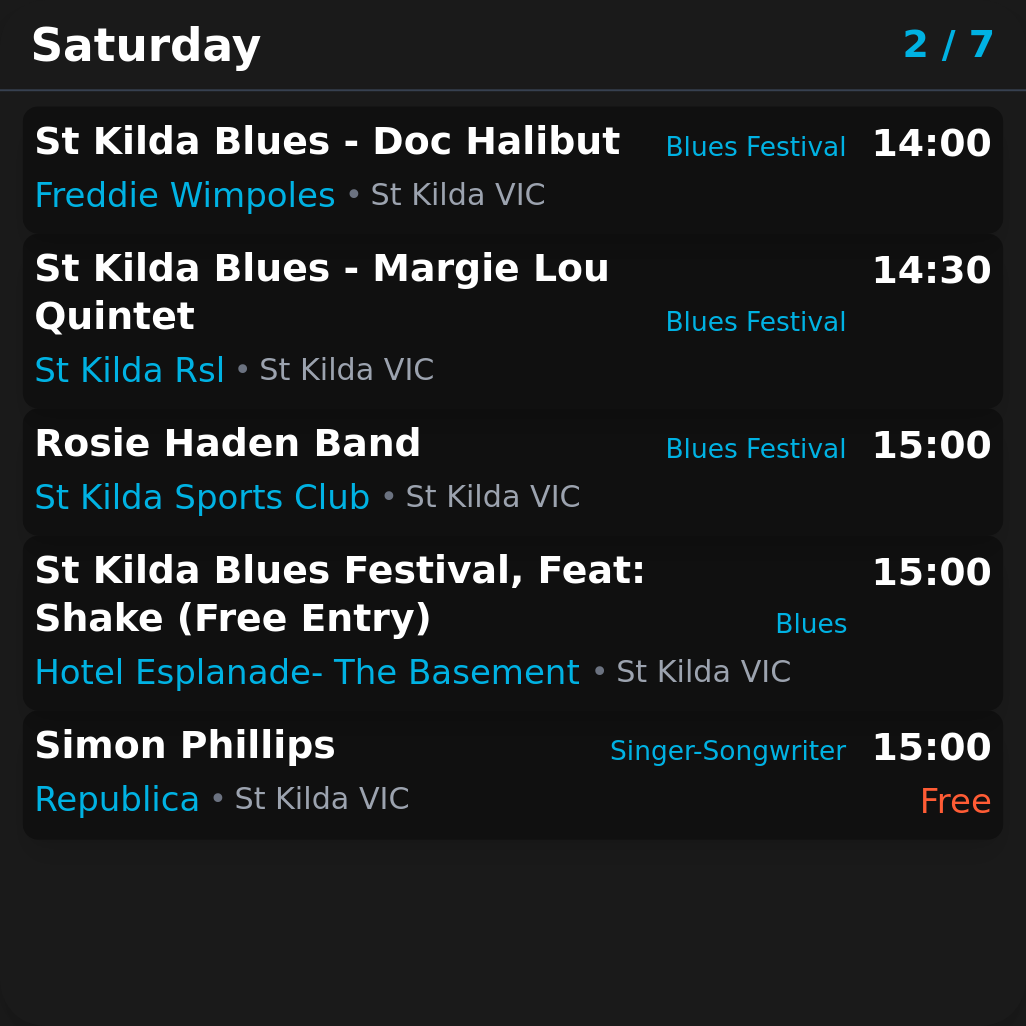 Saturday 2 / 7
St Kilda Blues - Doc Halibut Blues Festival 14:00
Freddie Wimpoles • St Kilda VIC
St Kilda Blues - Margie Lou 14:30
Quintet Blues Festival
St Kilda Rsl • St Kilda VIC
Rosie Haden Band Blues Festival 15:00
St Kilda Sports Club • St Kilda VIC
St Kilda Blues Festival, Feat: 15:00
Shake (Free Entry) Blues
Hotel Esplanade- The Basement • St Kilda VIC
Simon Phillips Singer-Songwriter 15:00
Republica • St Kilda VIC Free